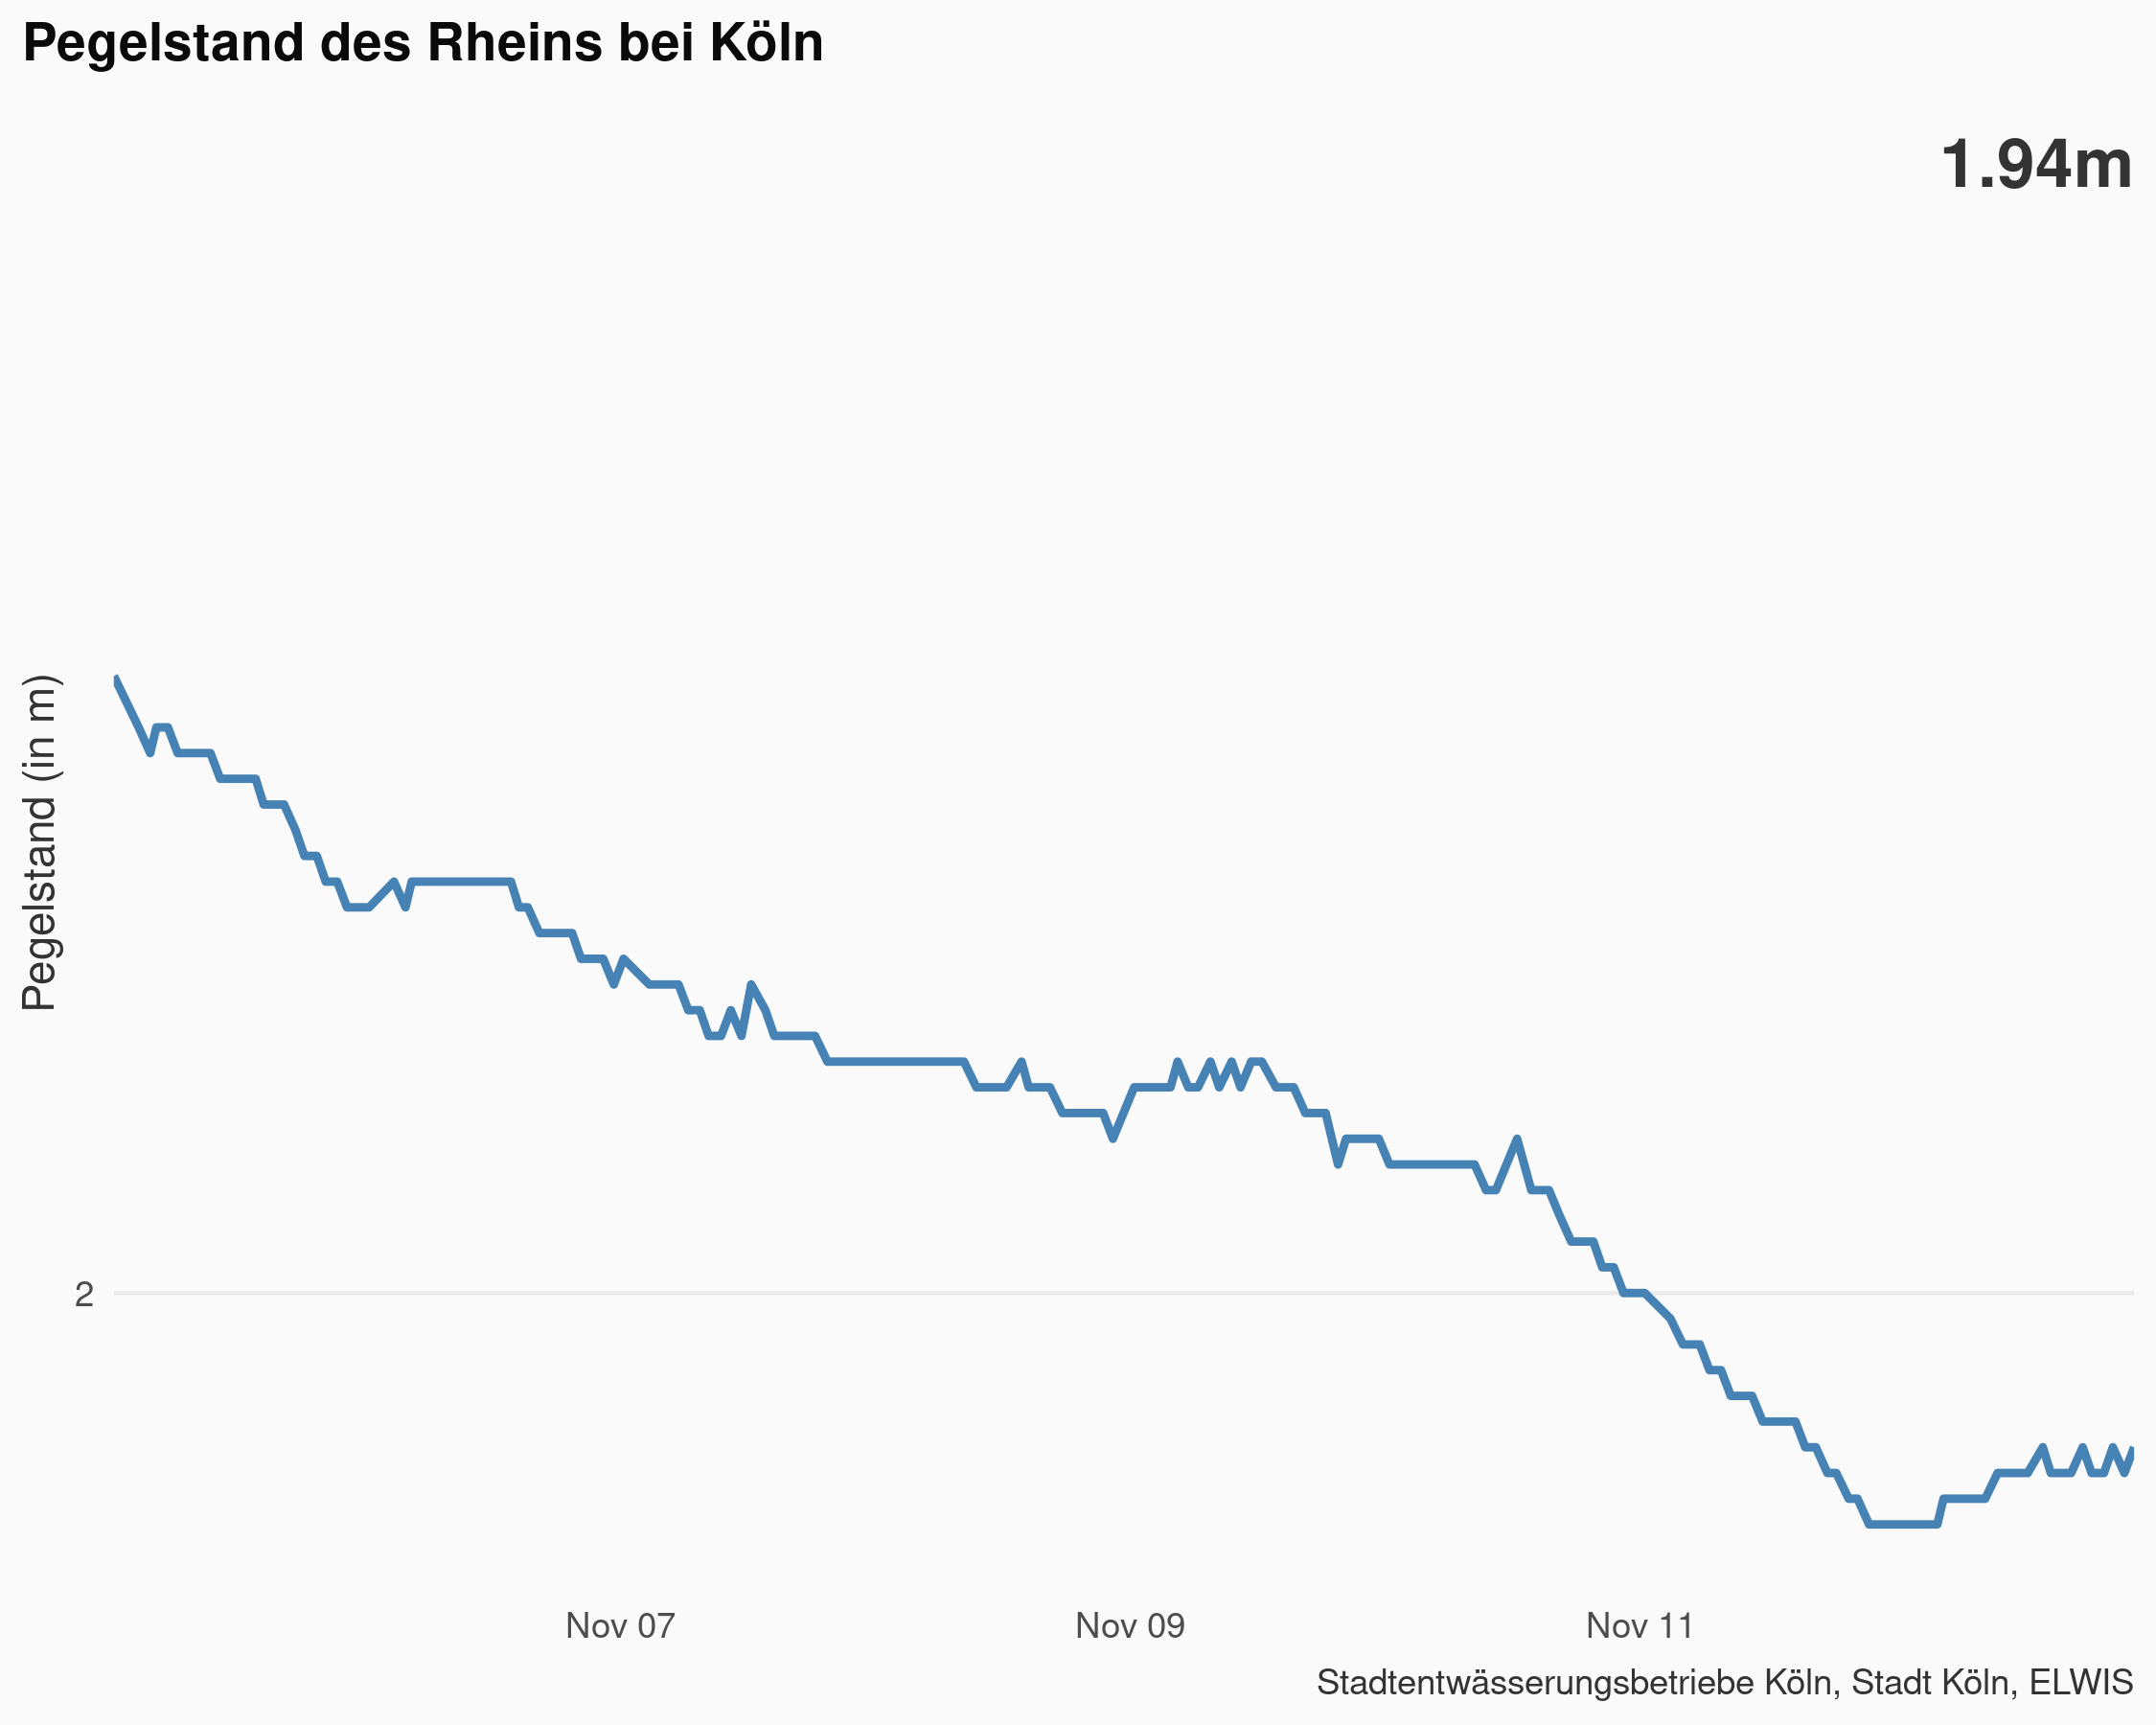 Pegelstand des Rheins bei Köln
1.94m
Pegelstand (in m)
2
Nov 07
Nov 09
Nov 11
Stadtentwässerungsbetriebe Köln, Stadt Köln, ELWIS